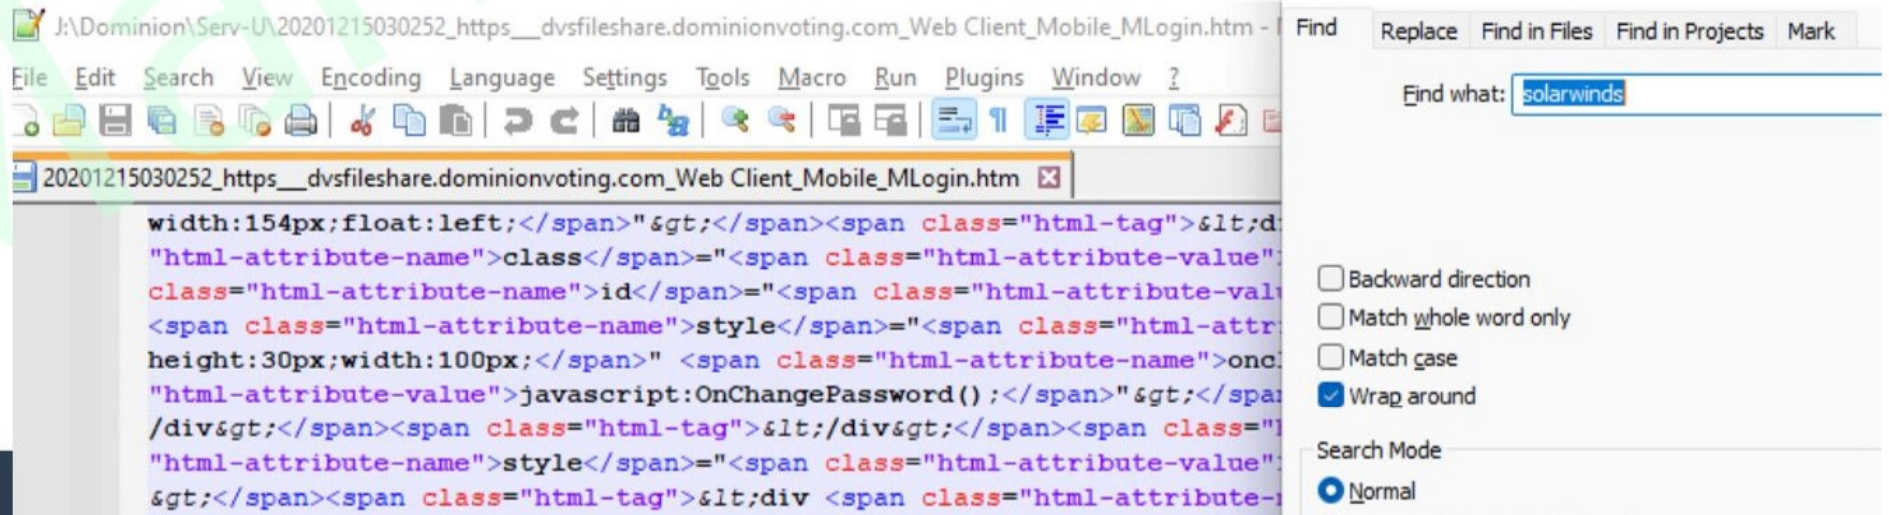 J:\Dominion\Serv-U\20201215030252_https___dvsfileshare.dominionvoting.com_Web Client_Mobile_MLogin.htm -
File Edit Search View Encoding Language Settings Tools Macro Run Plugins Window ?
20201215030252_https___dvsfileshare.dominionvoting.com_Web Client_Mobile_MLogin.htm
width:154px;float:left;</span>"&gt;</span><span class="html-tag">&lt;d
"html-attribute-name">class</span>="<span class="html-attribute-value"
class="html-attribute-name">id</span>="<span class="html-attribute-val
<span class="html-attribute-name">style</span>="<span class="html-attr
height:30px;width:100px;</span>" <span class="html-attribute-name">onc
"html-attribute-value">javascript:OnChangePassword();</span>"&gt;</spa
/div&gt;</span><span class="html-tag">&lt;/div&gt;</span><span class="
"html-attribute-name">style</span>="<span class="html-attribute-value"
&gt;</span><span class="html-tag">&lt;div <span class="html-attribute-
Find Replace Find in Files Find in Projects Mark
Find what: solarwinds
Backward direction
Match whole word only
Match case
Wrap around
Search Mode
Normal